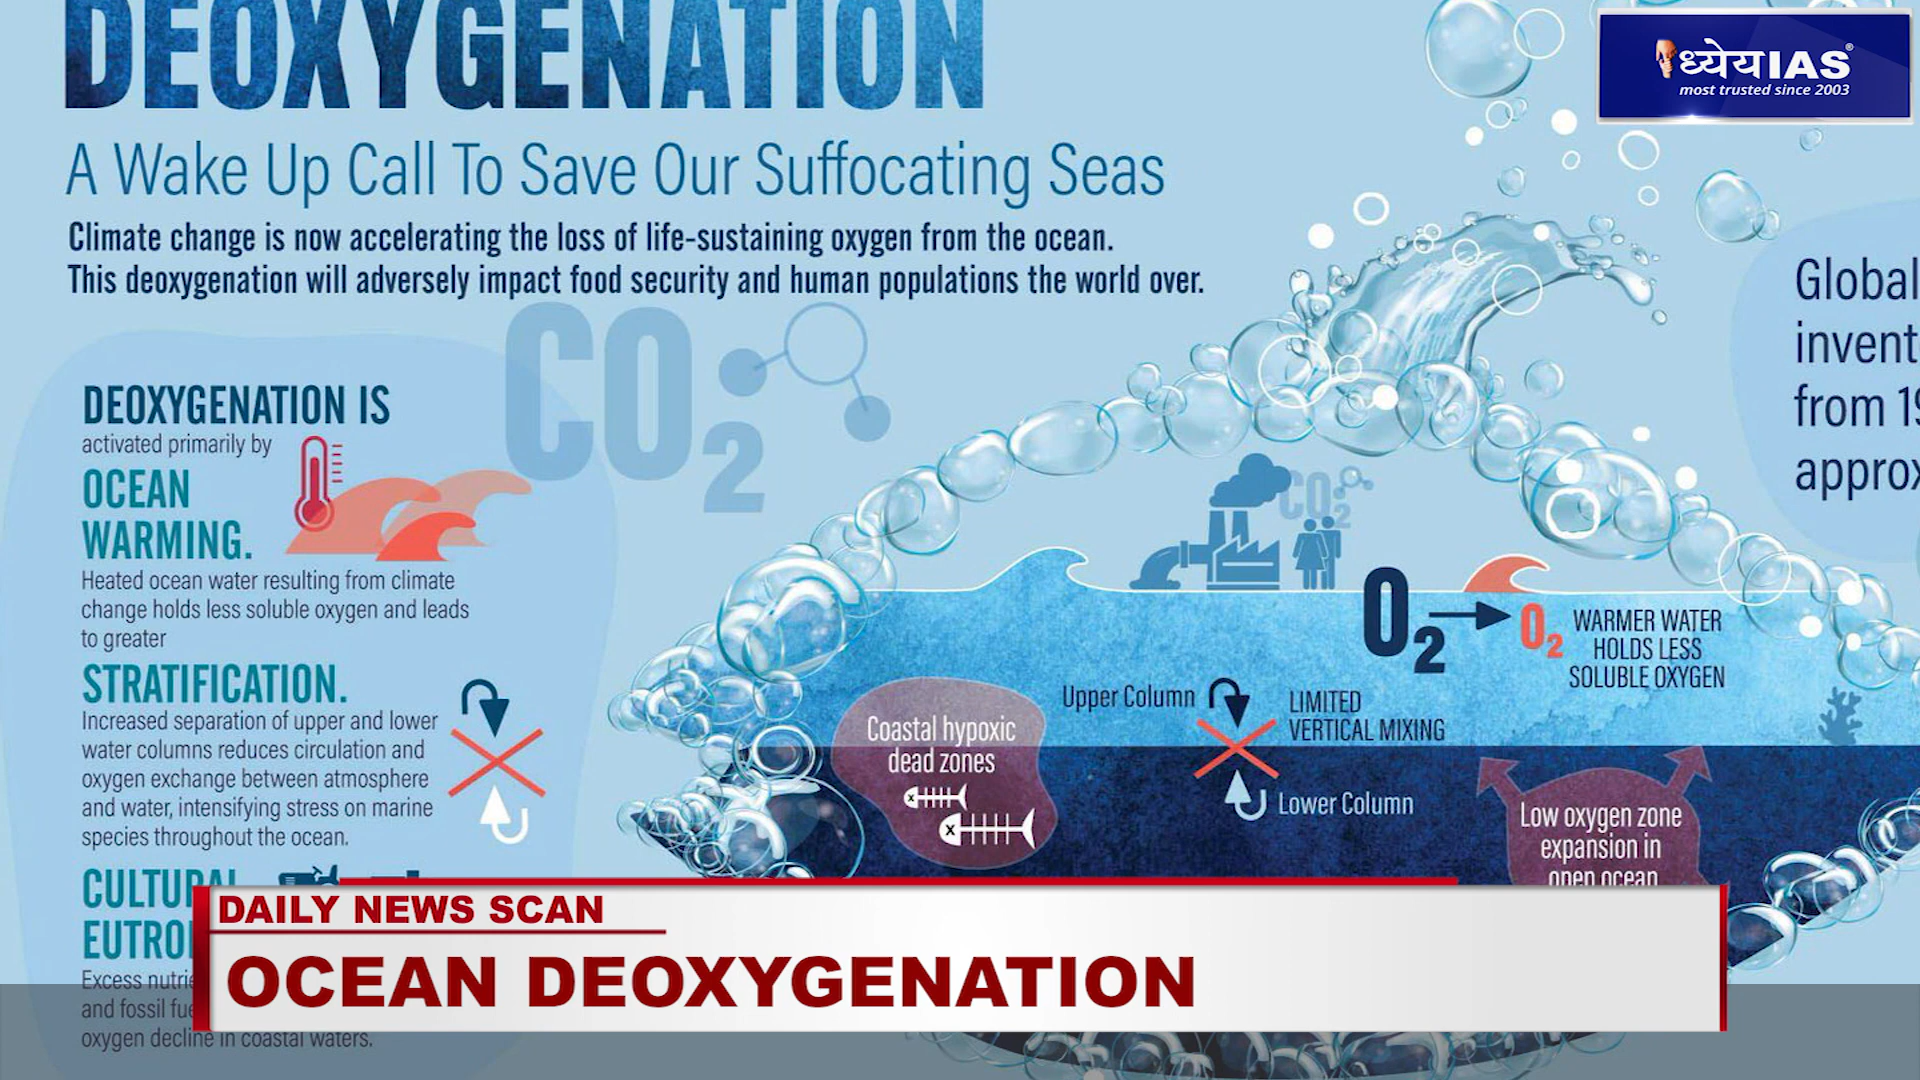 DEOXYGENATION
ध्येयIAS®
most trusted since 2003
A Wake Up Call To Save Our Suffocating Seas
Climate change is now accelerating the loss of life-sustaining oxygen from the ocean.
This deoxygenation will adversely impact food security and human populations the world over.
CO2
Global
invent
from 19
approx
DEOXYGENATION IS
activated primarily by
OCEAN
WARMING.
Heated ocean water resulting from climate
change holds less soluble oxygen and leads
to greater
STRATIFICATION.
Increased separation of upper and lower
water columns reduces circulation and
oxygen exchange between atmosphere
and water, intensifying stress on marine
species throughout the ocean.
CULTURAL
EUTRO
Excess nutrie
and fossil fue
oxygen decline in coastal waters.
CO2
O2
O2
WARMER WATER
HOLDS LESS
SOLUBLE OXYGEN
Coastal hypoxic
dead zones
Upper Column
LIMITED
VERTICAL MIXING
Lower Column
Low oxygen zone
expansion in
open ocean
DAILY NEWS SCAN
OCEAN DEOXYGENATION